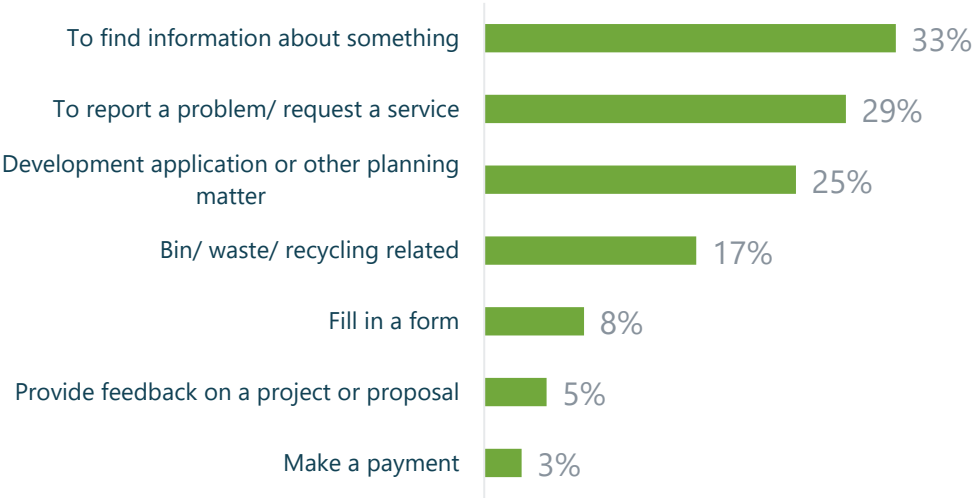 To find information about something 33%
To report a problem/ request a service 29%
Development application or other planning
matter 25%
Bin/ waste/ recycling related 17%
Fill in a form 8%
Provide feedback on a project or proposal 5%
Make a payment 3%